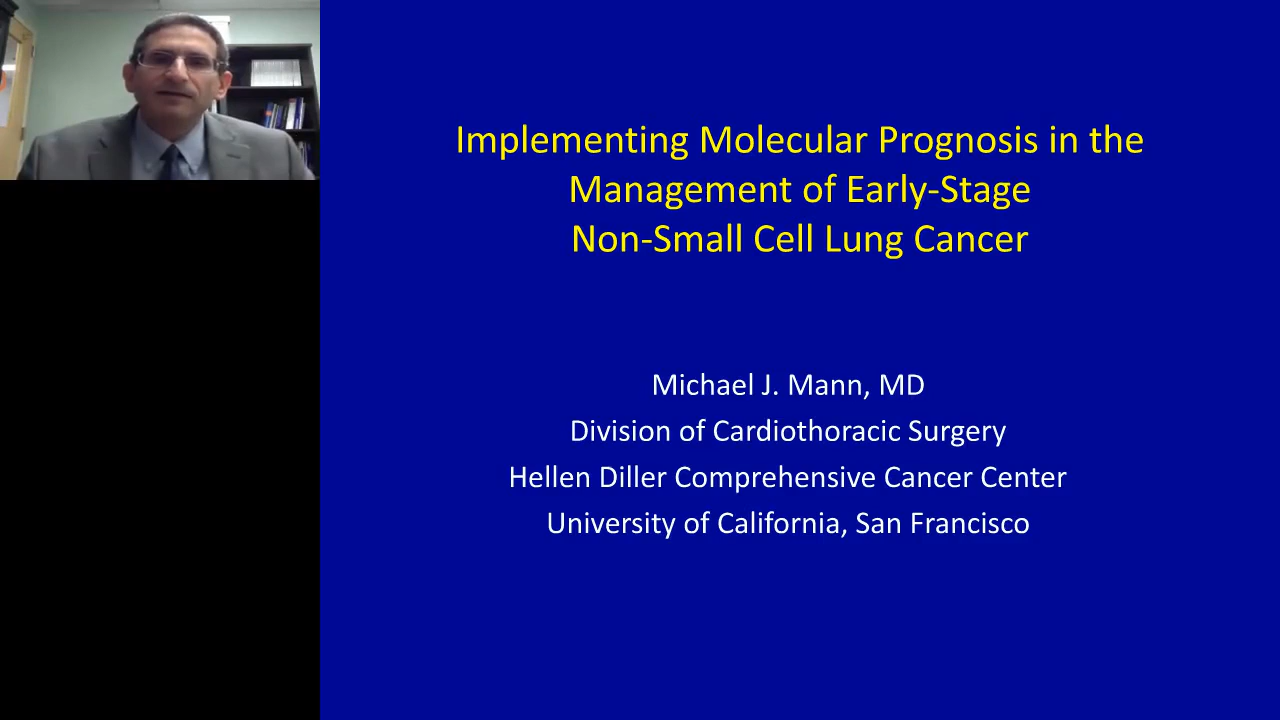 Implementing Molecular Prognosis in the
Management of Early-Stage
Non-Small Cell Lung Cancer
Michael J. Mann, MD
Division of Cardiothoracic Surgery
Hellen Diller Comprehensive Cancer Center
University of California, San Francisco